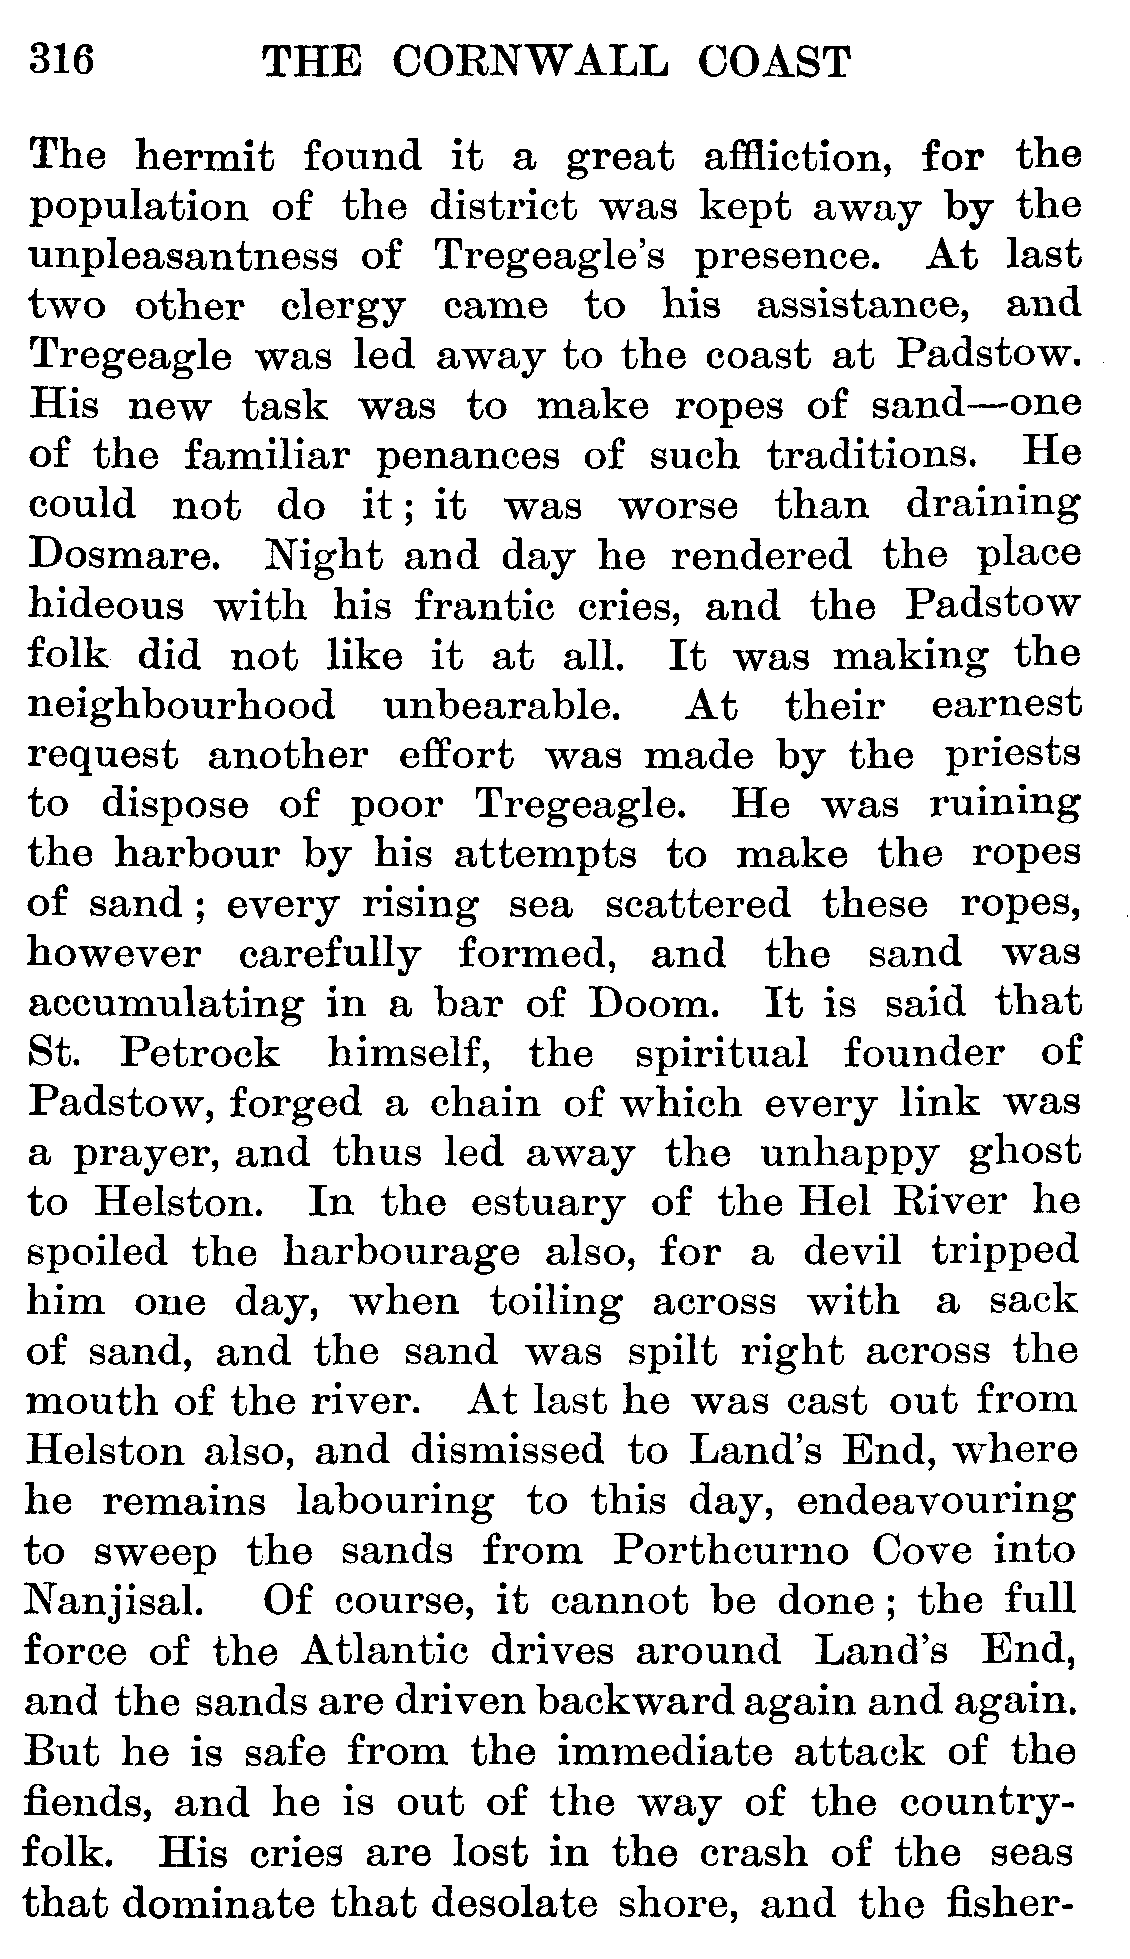 316 THE CORNWALL COAST
The hermit found it a great affliction, for the
population of the district was kept away by the
unpleasantness of Tregeagle's presence. At last
two other clergy came to his assistance, and
Tregeagle was led away to the coast at Padstow.
His new task was to make ropes of sand—one
of the familiar penances of such traditions. He
could not do it; it was worse than draining
Dosmare. Night and day he rendered the place
hideous with his frantic cries, and the Padstow
folk did not like it at all. It was making the
neighbourhood unbearable. At their earnest
request another effort was made by the priests
to dispose of poor Tregeagle. He was ruining
the harbour by his attempts to make the ropes
of sand; every rising sea scattered these ropes,
however carefully formed, and the sand was
accumulating in a bar of Doom. It is said that
St. Petrock himself, the spiritual founder of
Padstow, forged a chain of which every link was
a prayer, and thus led away the unhappy ghost
to Helston. In the estuary of the Hel River he
spoiled the harbourage also, for a devil tripped
him one day, when toiling across with a sack
of sand, and the sand was spilt right across the
mouth of the river. At last he was cast out from
Helston also, and dismissed to Land's End, where
he remains labouring to this day, endeavouring
to sweep the sands from Porthcurno Cove into
Nanjisal. Of course, it cannot be done; the full
force of the Atlantic drives around Land's End,
and the sands are driven backward again and again.
But he is safe from the immediate attack of the
fiends, and he is out of the way of the country-
folk. His cries are lost in the crash of the seas
that dominate that desolate shore, and the fisher-